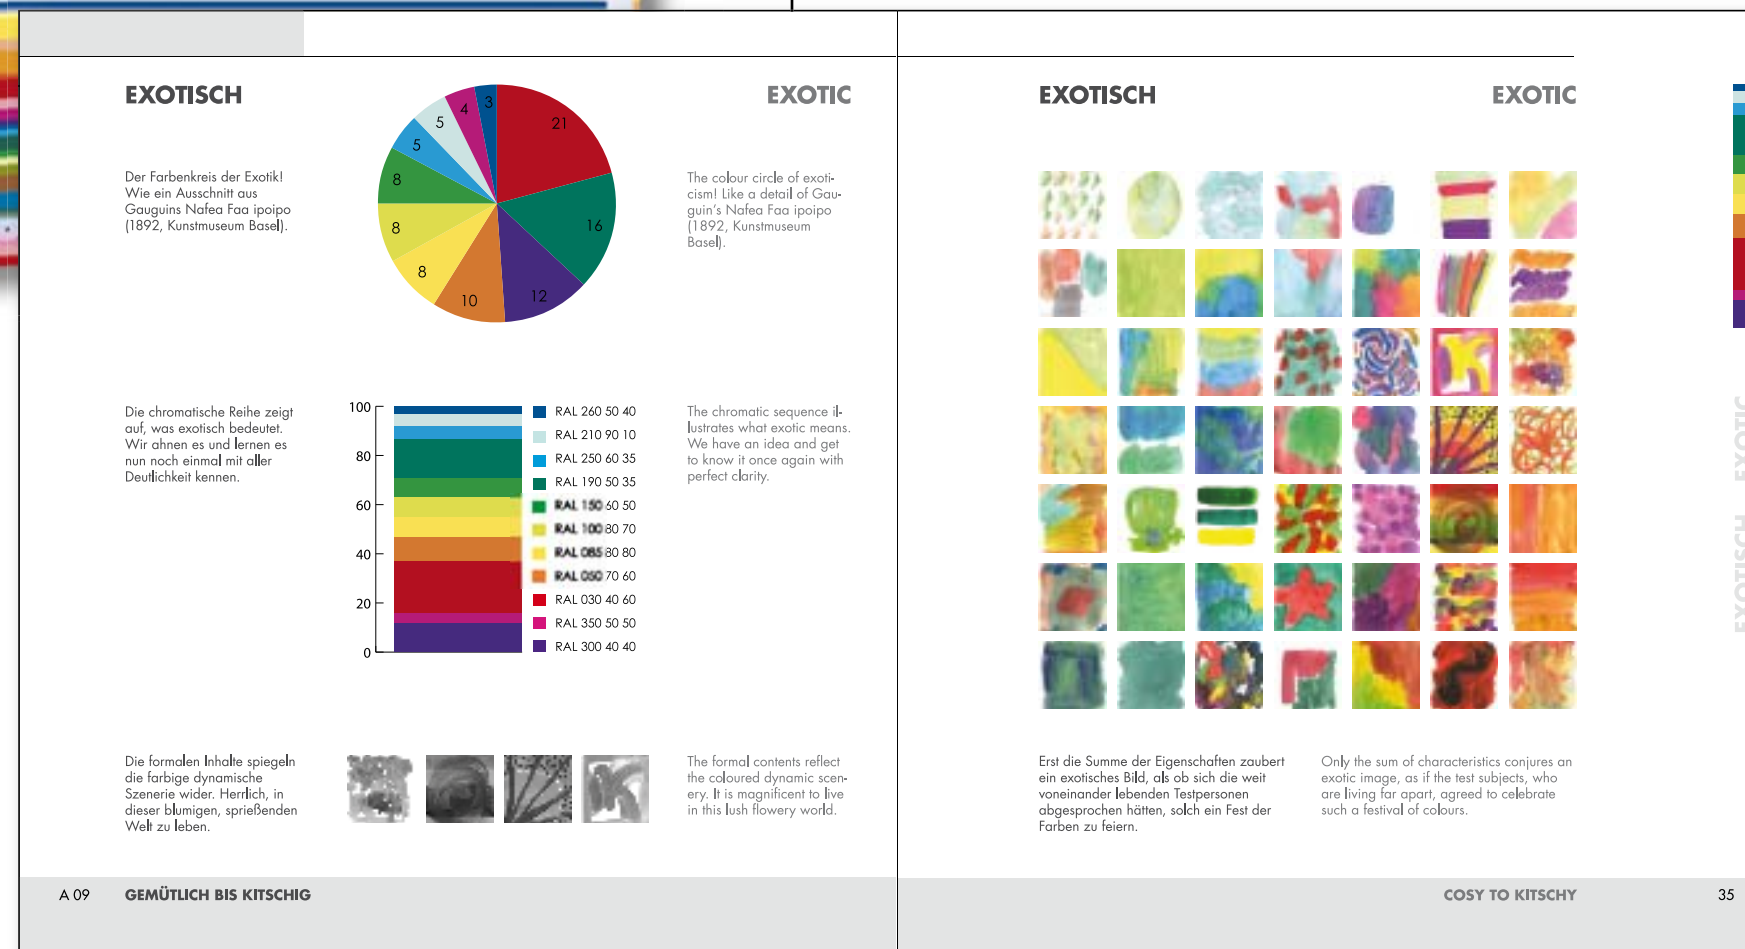 EXOTISCH
EXOTIC
Der Farbenkreis der Exotik!
Wie ein Ausschnitt aus
Gauguins Nafea Faa ipoipo
(1892, Kunstmuseum Basel).
3
4
5
5
8
8
8
10
12
16
21
The colour circle of exoti-
cism! Like a detail of Gau-
guin's Nafea Faa ipoipo
(1892, Kunstmuseum
Basel).
Die chromatische Reihe zeigt
auf, was exotisch bedeutet.
Wir ahnen es und lernen es
nun noch einmal mit aller
Deutlichkeit kennen.
100
80
60
40
20
0
RAL 260 50 40
RAL 210 90 10
RAL 250 60 35
RAL 190 50 35
RAL 150 60 50
RAL 100 80 70
RAL 085 80 80
RAL 050 70 60
RAL 030 40 60
RAL 350 50 50
RAL 300 40 40
The chromatic sequence il-
lustrates what exotic means.
We have an idea and get
to know it once again with
perfect clarity.
Die formalen Inhalte spiegeln
die farbige dynamische
Szenerie wider. Herrlich, in
dieser blumigen, sprießenden
Welt zu leben.
The formal contents reflect
the coloured dynamic scen-
ery. It is magnificent to live
in this lush flowery world.
A 09 GEMÜTLICH BIS KITSCHIG
EXOTISCH
EXOTIC
Erst die Summe der Eigenschaften zaubert
ein exotisches Bild, als ob sich die weit
voneinander lebenden Testpersonen
abgesprochen hätten, solch ein Fest der
Farben zu feiern.
Only the sum of characteristics conjures an
exotic image, as if the test subjects, who
are living far apart, agreed to celebrate
such a festival of colours.
COSY TO KITSCHY
35
EXOTISCH EXOTIC